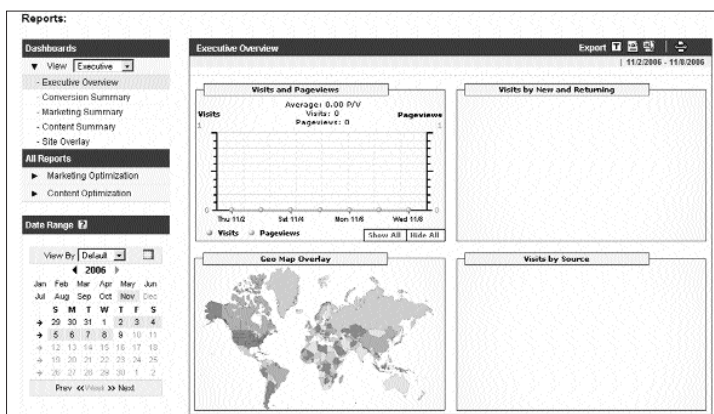 Reports:
Dashboards
View Executive
- Executive Overview
- Conversion Summary
- Marketing Summary
- Content Summary
- Site Overlay
All Reports
Marketing Optimization
Content Optimization
Date Range ?
View By Default
2006
Jan Feb Mar Apr May Jun
Jul Aug Sep Oct Nov Dec
S M T W T F S
29 30 31 1 2 3 4
5 6 7 8 9 10 11
12 13 14 15 16 17 18
19 20 21 22 23 24 25
26 27 28 29 30 1 2
Prev << Week >> Next
Executive Overview
Export T
11/2/2006 - 11/8/2006
Visits and Pageviews
Average: 0.00 P/V
Visits: 0
Pageviews: 0
Visits
Pageviews
1
1
0
0
Thu 11/2 Sat 11/4 Mon 11/6 Wed 11/8
Visits Pageviews
Show All Hide All
Visits by New and Returning
Geo Map Overlay
Visits by Source